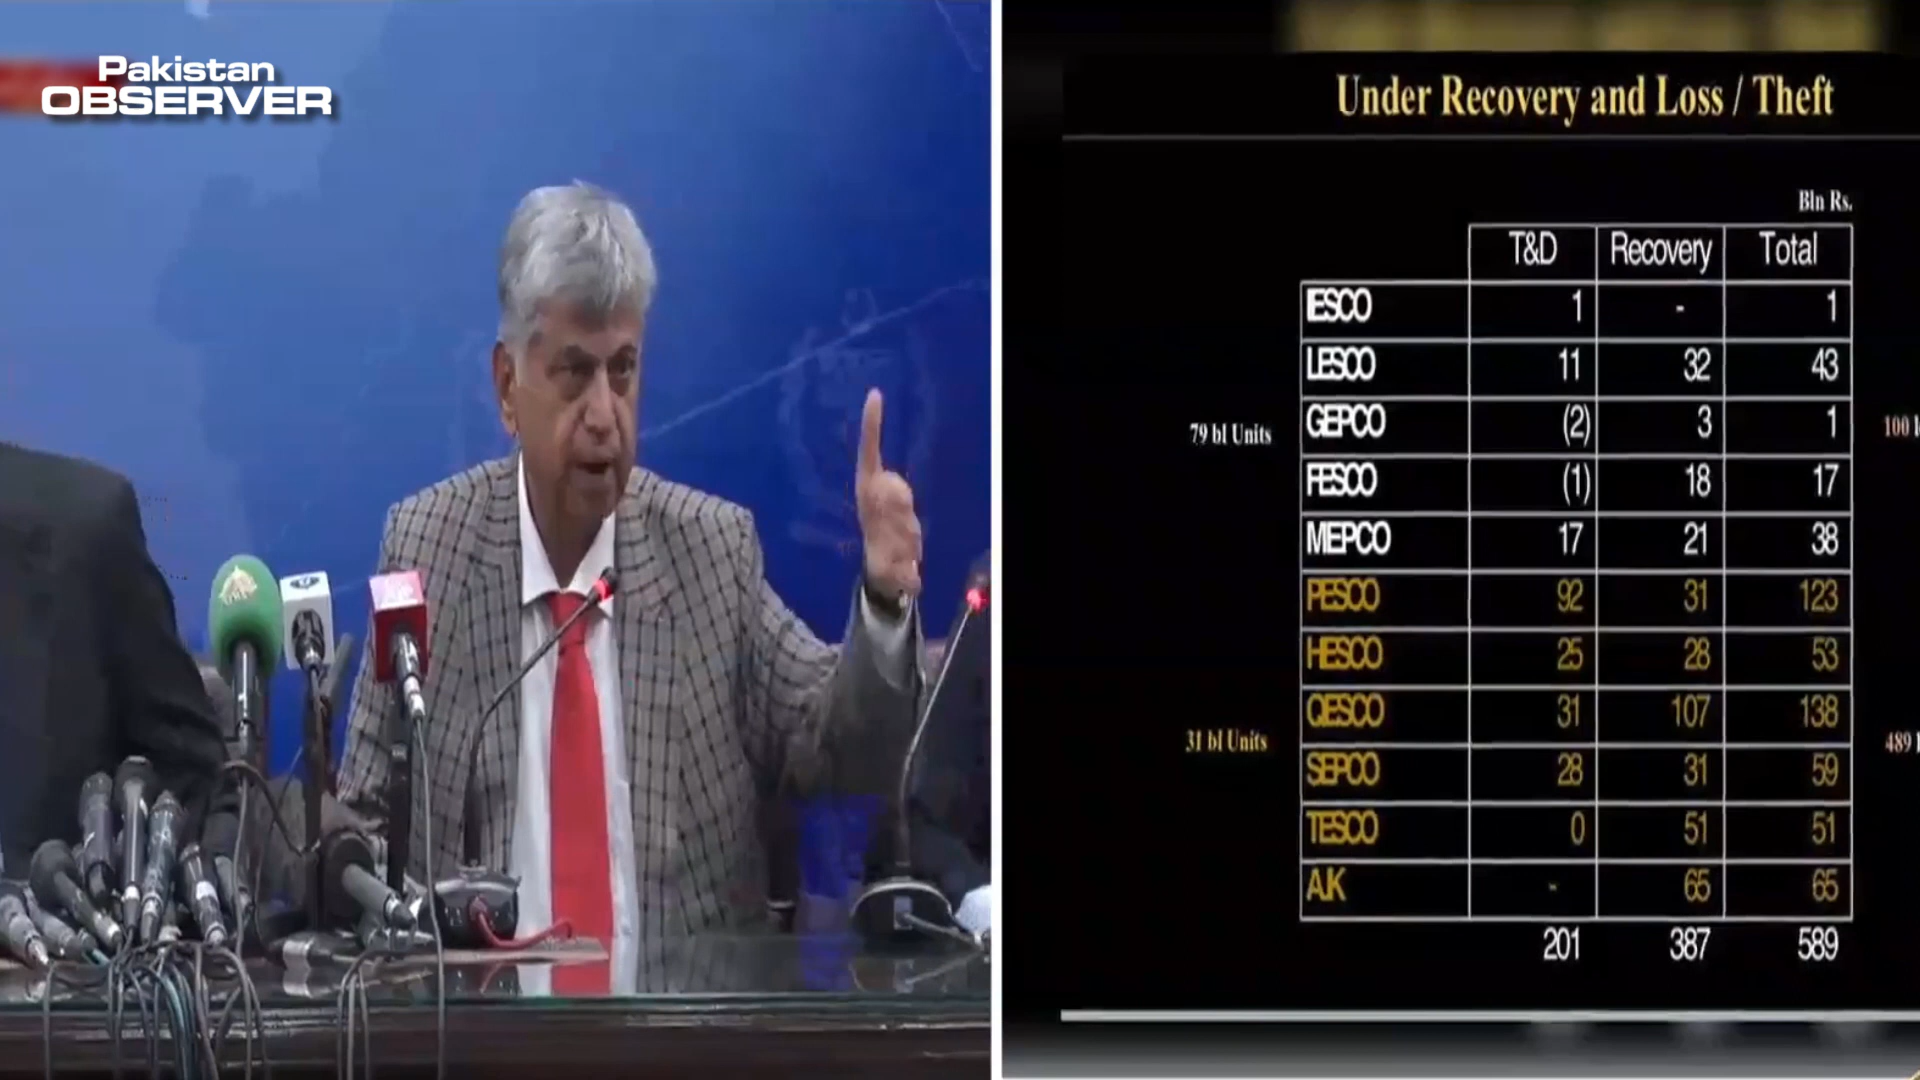 Pakistan
OBSERVER
Under Recovery and Loss / Theft
Bln Rs.
T&D Recovery Total
IESCO 1 - 1
LESCO 11 32 43
79 bl Units
GEPCO (2) 3 1
100
FESCO (1) 18 17
MEPCO 17 21 38
PESCO 92 31 123
HESCO 25 28 53
QESCO 31 107 138
31 bl Units
489
SEPCO 28 31 59
TESCO 0 51 51
AJK - 65 65
201 387 589